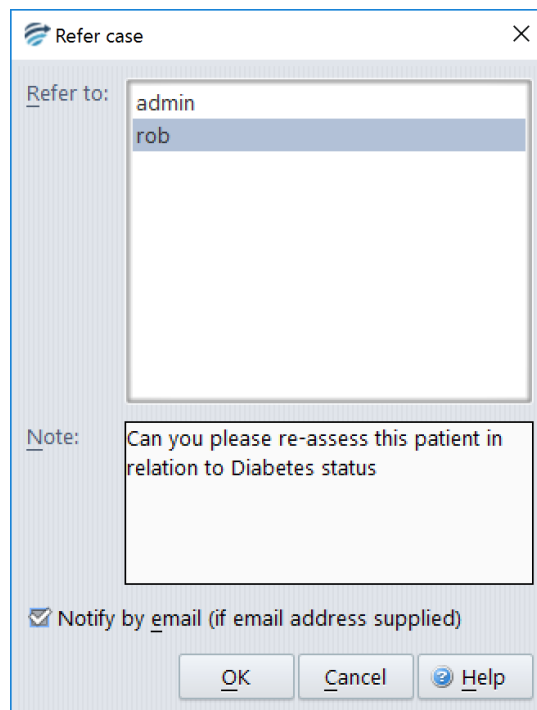 Refer case
Refer to:
admin
rob
Note:
Can you please re-assess this patient in
relation to Diabetes status
Notify by email (if email address supplied)
OK Cancel Help